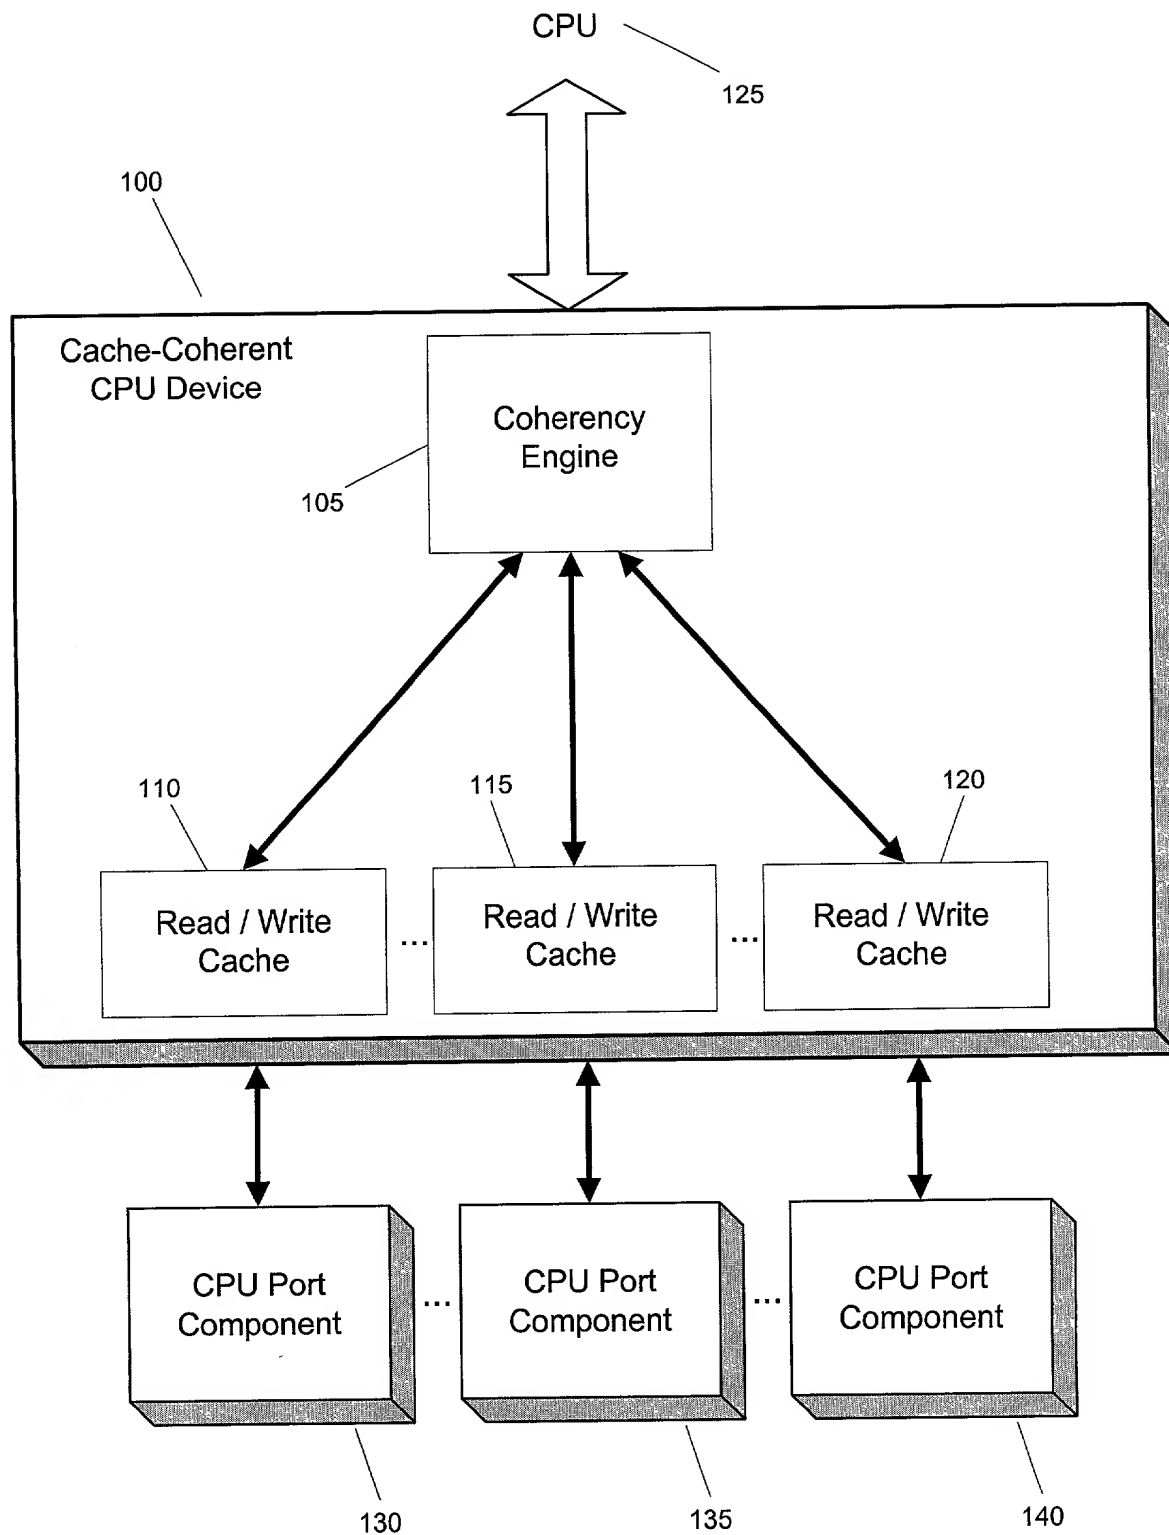 CPU
125
100
Cache-Coherent
CPU Device
Coherency
Engine
105
110
115
120
Read / Write
Cache
...
Read / Write
Cache
...
Read / Write
Cache
CPU Port
Component
...
CPU Port
Component
...
CPU Port
Component
130
135
140